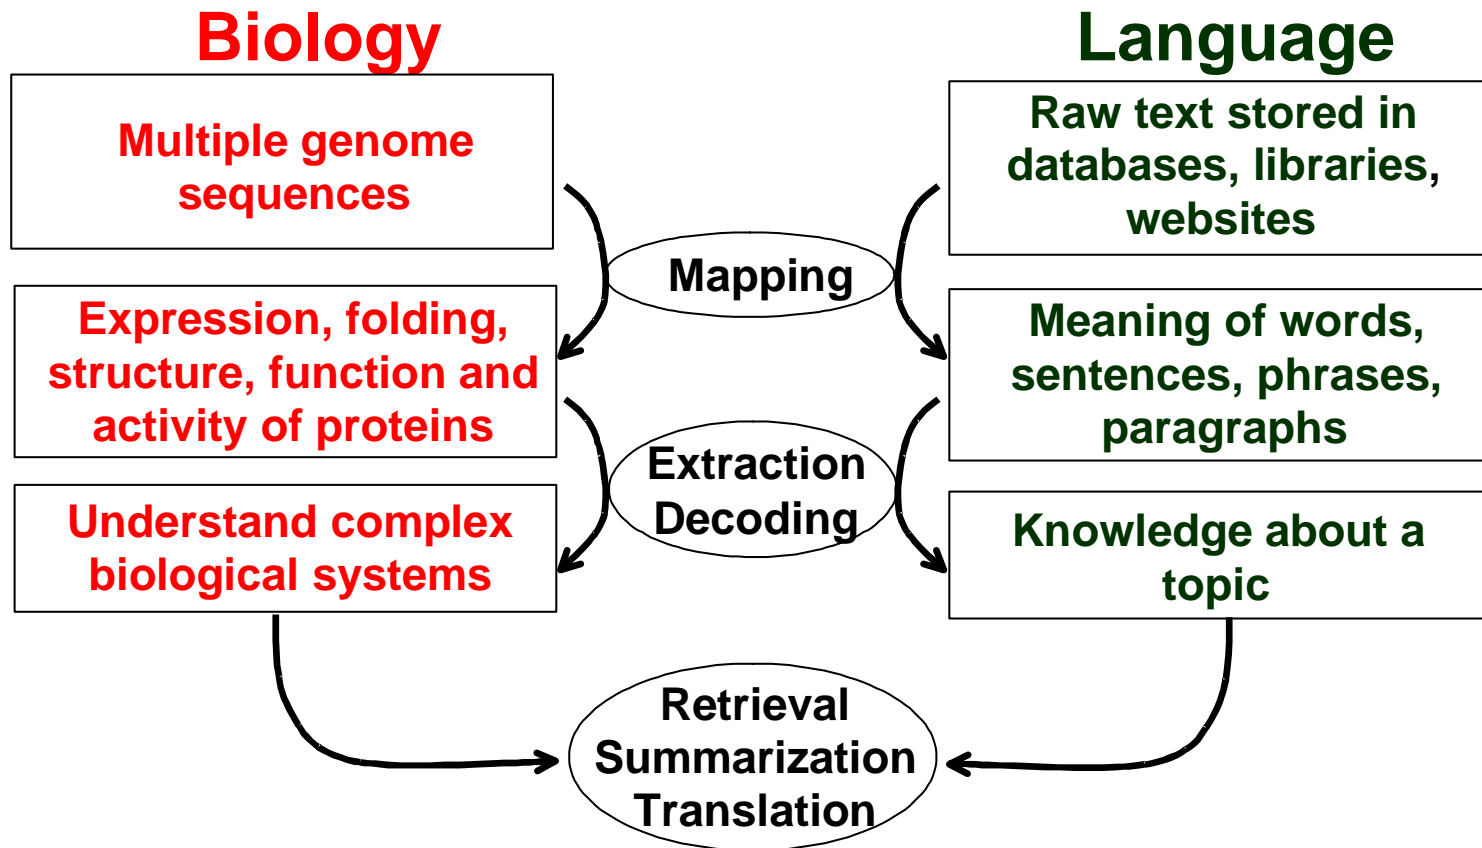 Biology
Language
Multiple genome
sequences
Raw text stored in
databases, libraries,
websites
Mapping
Expression, folding,
structure, function and
activity of proteins
Meaning of words,
sentences, phrases,
paragraphs
Extraction
Decoding
Understand complex
biological systems
Knowledge about a
topic
Retrieval
Summarization
Translation